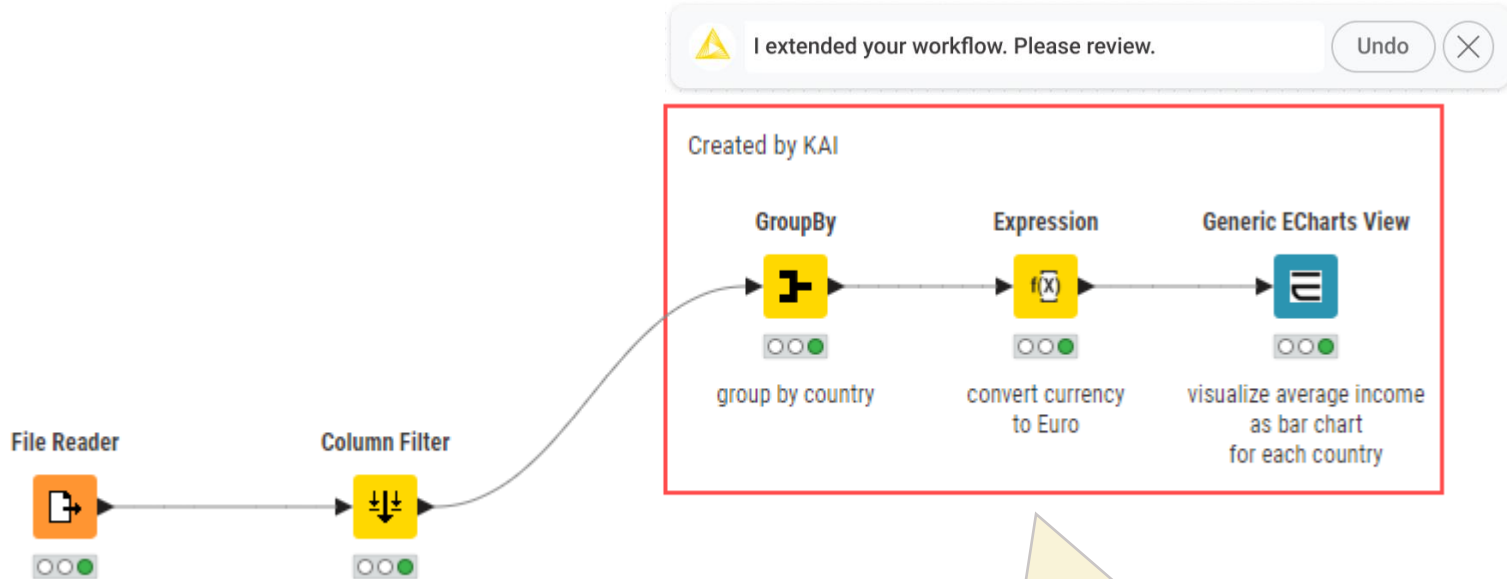 I extended your workflow. Please review.
Undo
Created by KAI
GroupBy
Expression
Generic ECharts View
f(X)
group by country
convert currency
to Euro
visualize average income
as bar chart
for each country
File Reader
Column Filter